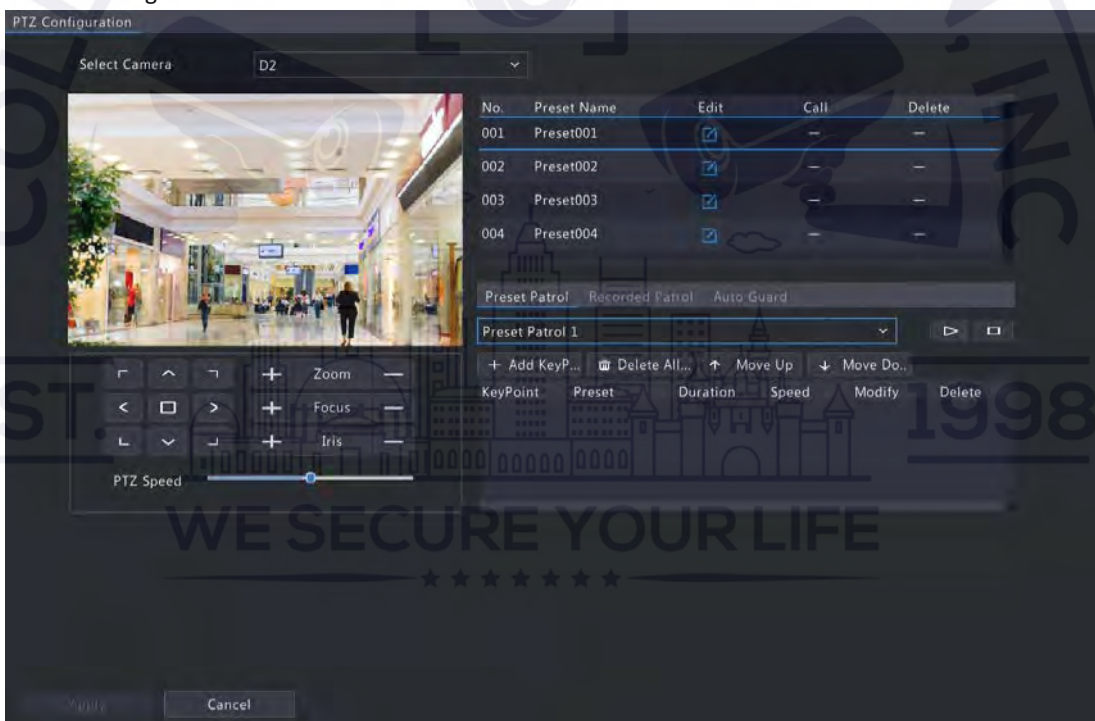 PTZ Configuration
Select Camera D2
No. Preset Name Edit Call Delete
001 Preset001
002 Preset002
003 Preset003
004 Preset004
Preset Patrol Recorded Patrol Auto Guard
Preset Patrol 1
+ Add KeyP... Delete All... Move Up Move Do..
KeyPoint Preset Duration Speed Modify Delete
+ Zoom —
+ Focus —
+ Iris —
PTZ Speed
EST. 1998
WE SECURE YOUR LIFE
Apply Cancel